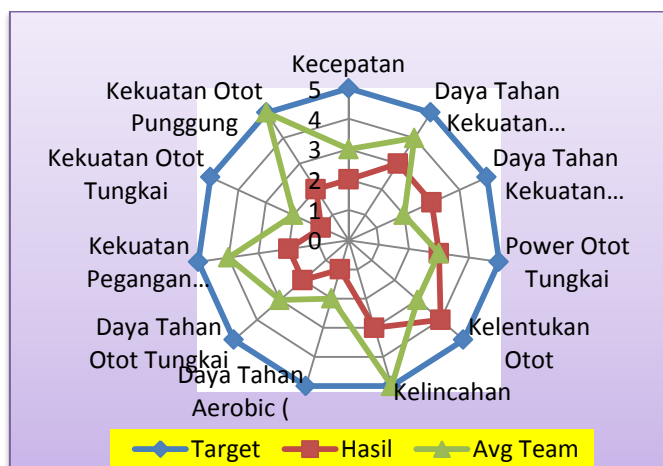 Kecepatan
Daya Tahan
Kekuatan...
Daya Tahan
Kekuatan...
Power Otot
Tungkai
Kelentukan
Otot
Kelincahan
Daya Tahan
Aerobic (
Daya Tahan
Otot Tungkai
Kekuatan
Pegangan...
Kekuatan Otot
Tungkai
Kekuatan Otot
Punggung
5
4
3
2
1
0
Target Hasil Avg Team